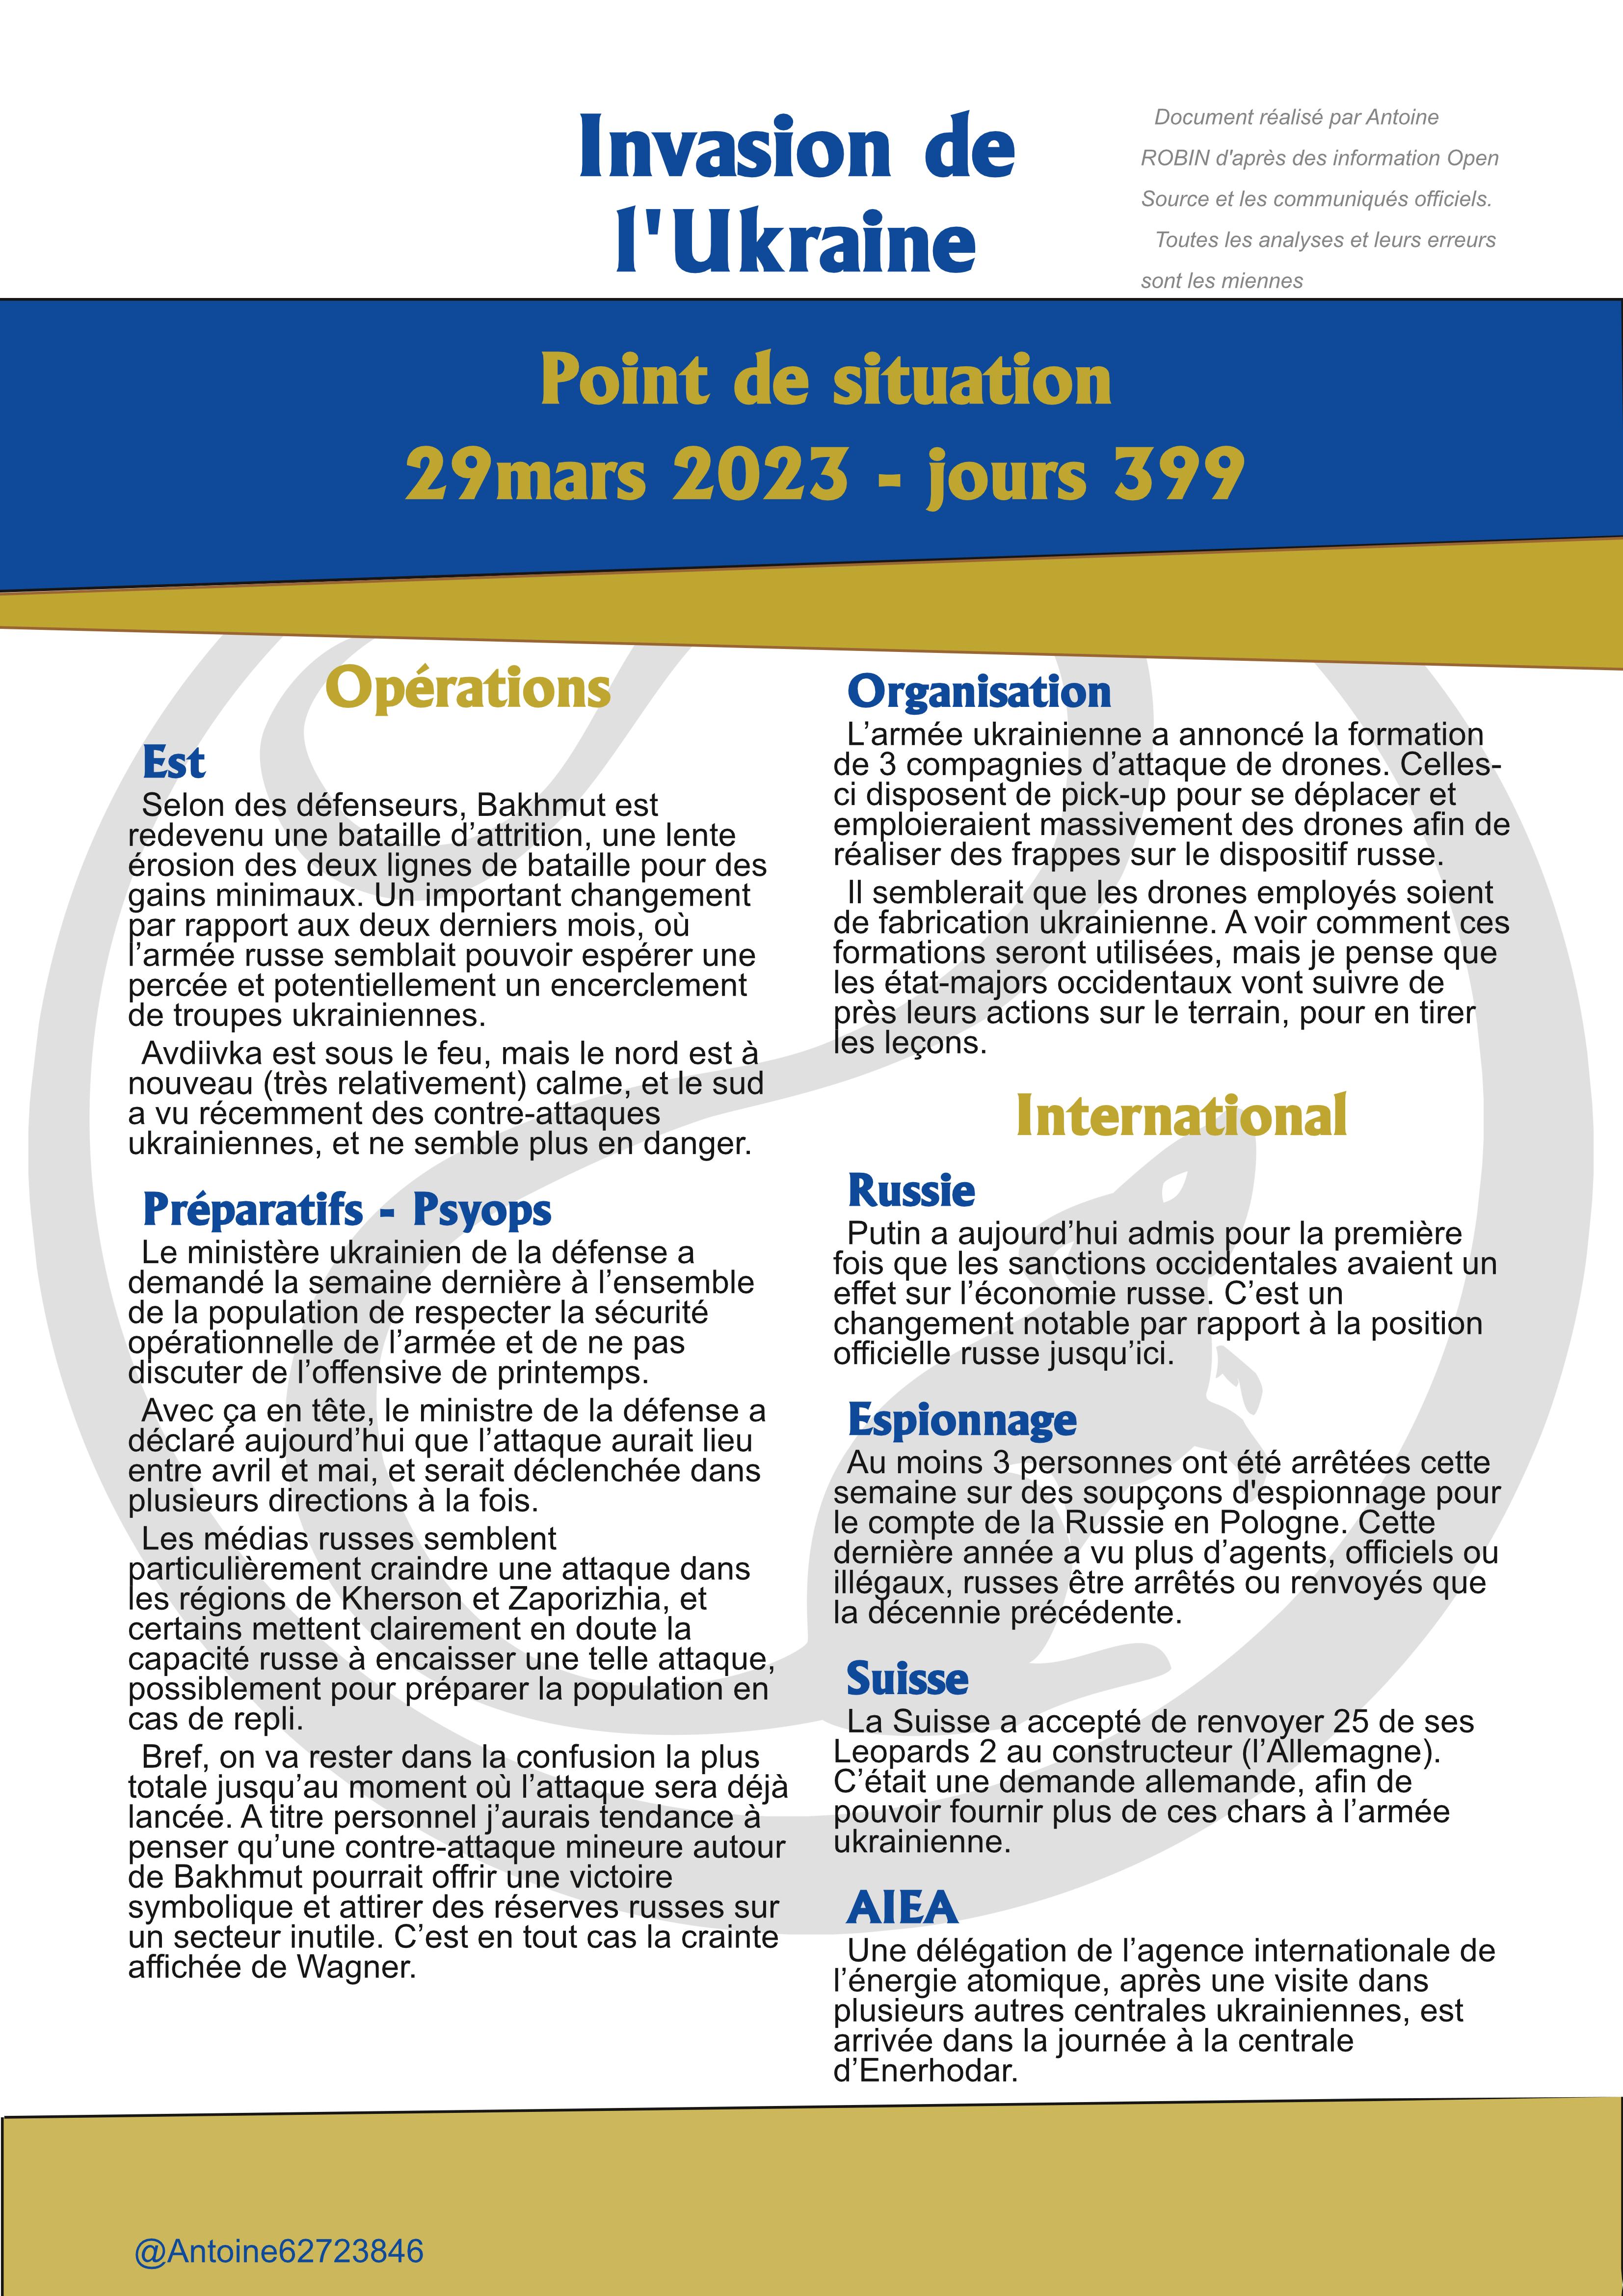 Invasion de
l'Ukraine
Document réalisé par Antoine
ROBIN d'après des information Open
Source et les communiqués officiels.
Toutes les analyses et leurs erreurs
sont les miennes
Point de situation
29mars 2023 - jours 399
Opérations
Est
Selon des défenseurs, Bakhmut est
redevenu une bataille d’attrition, une lente
érosion des deux lignes de bataille pour des
gains minimaux. Un important changement
par rapport aux deux derniers mois, où
l’armée russe semblait pouvoir espérer une
percée et potentiellement un encerclement
de troupes ukrainiennes.
Avdiivka est sous le feu, mais le nord est à
nouveau (très relativement) calme, et le sud
a vu récemment des contre-attaques
ukrainiennes, et ne semble plus en danger.
Préparatifs - Psyops
Le ministère ukrainien de la défense a
demandé la semaine dernière à l’ensemble
de la population de respecter la sécurité
opérationnelle de l’armée et de ne pas
discuter de l’offensive de printemps.
Avec ça en tête, le ministre de la défense a
déclaré aujourd’hui que l’attaque aurait lieu
entre avril et mai, et serait déclenchée dans
plusieurs directions à la fois.
Les médias russes semblent
particulièrement craindre une attaque dans
les régions de Kherson et Zaporizhia, et
certains mettent clairement en doute la
capacité russe à encaisser une telle attaque,
possiblement pour préparer la population en
cas de repli.
Bref, on va rester dans la confusion la plus
totale jusqu’au moment où l’attaque sera déjà
lancée. A titre personnel j’aurais tendance à
penser qu’une contre-attaque mineure autour
de Bakhmut pourrait offrir une victoire
symbolique et attirer des réserves russes sur
un secteur inutile. C’est en tout cas la crainte
affichée de Wagner.
Organisation
L’armée ukrainienne a annoncé la formation
de 3 compagnies d’attaque de drones. Celles-
ci disposent de pick-up pour se déplacer et
emploieraient massivement des drones afin de
réaliser des frappes sur le dispositif russe.
Il semblerait que les drones employés soient
de fabrication ukrainienne. A voir comment ces
formations seront utilisées, mais je pense que
les état-majors occidentaux vont suivre de
près leurs actions sur le terrain, pour en tirer
les leçons.
International
Russie
Putin a aujourd’hui admis pour la première
fois que les sanctions occidentales avaient un
effet sur l’économie russe. C’est un
changement notable par rapport à la position
officielle russe jusqu’ici.
Espionnage
Au moins 3 personnes ont été arrêtées cette
semaine sur des soupçons d'espionnage pour
le compte de la Russie en Pologne. Cette
dernière année a vu plus d’agents, officiels ou
illégaux, russes être arrêtés ou renvoyés que
la décennie précédente.
Suisse
La Suisse a accepté de renvoyer 25 de ses
Leopards 2 au constructeur (l’Allemagne).
C’était une demande allemande, afin de
pouvoir fournir plus de ces chars à l’armée
ukrainienne.
AIEA
Une délégation de l’agence internationale de
l’énergie atomique, après une visite dans
plusieurs autres centrales ukrainiennes, est
arrivée dans la journée à la centrale
d’Enerhodar.
@Antoine62723846